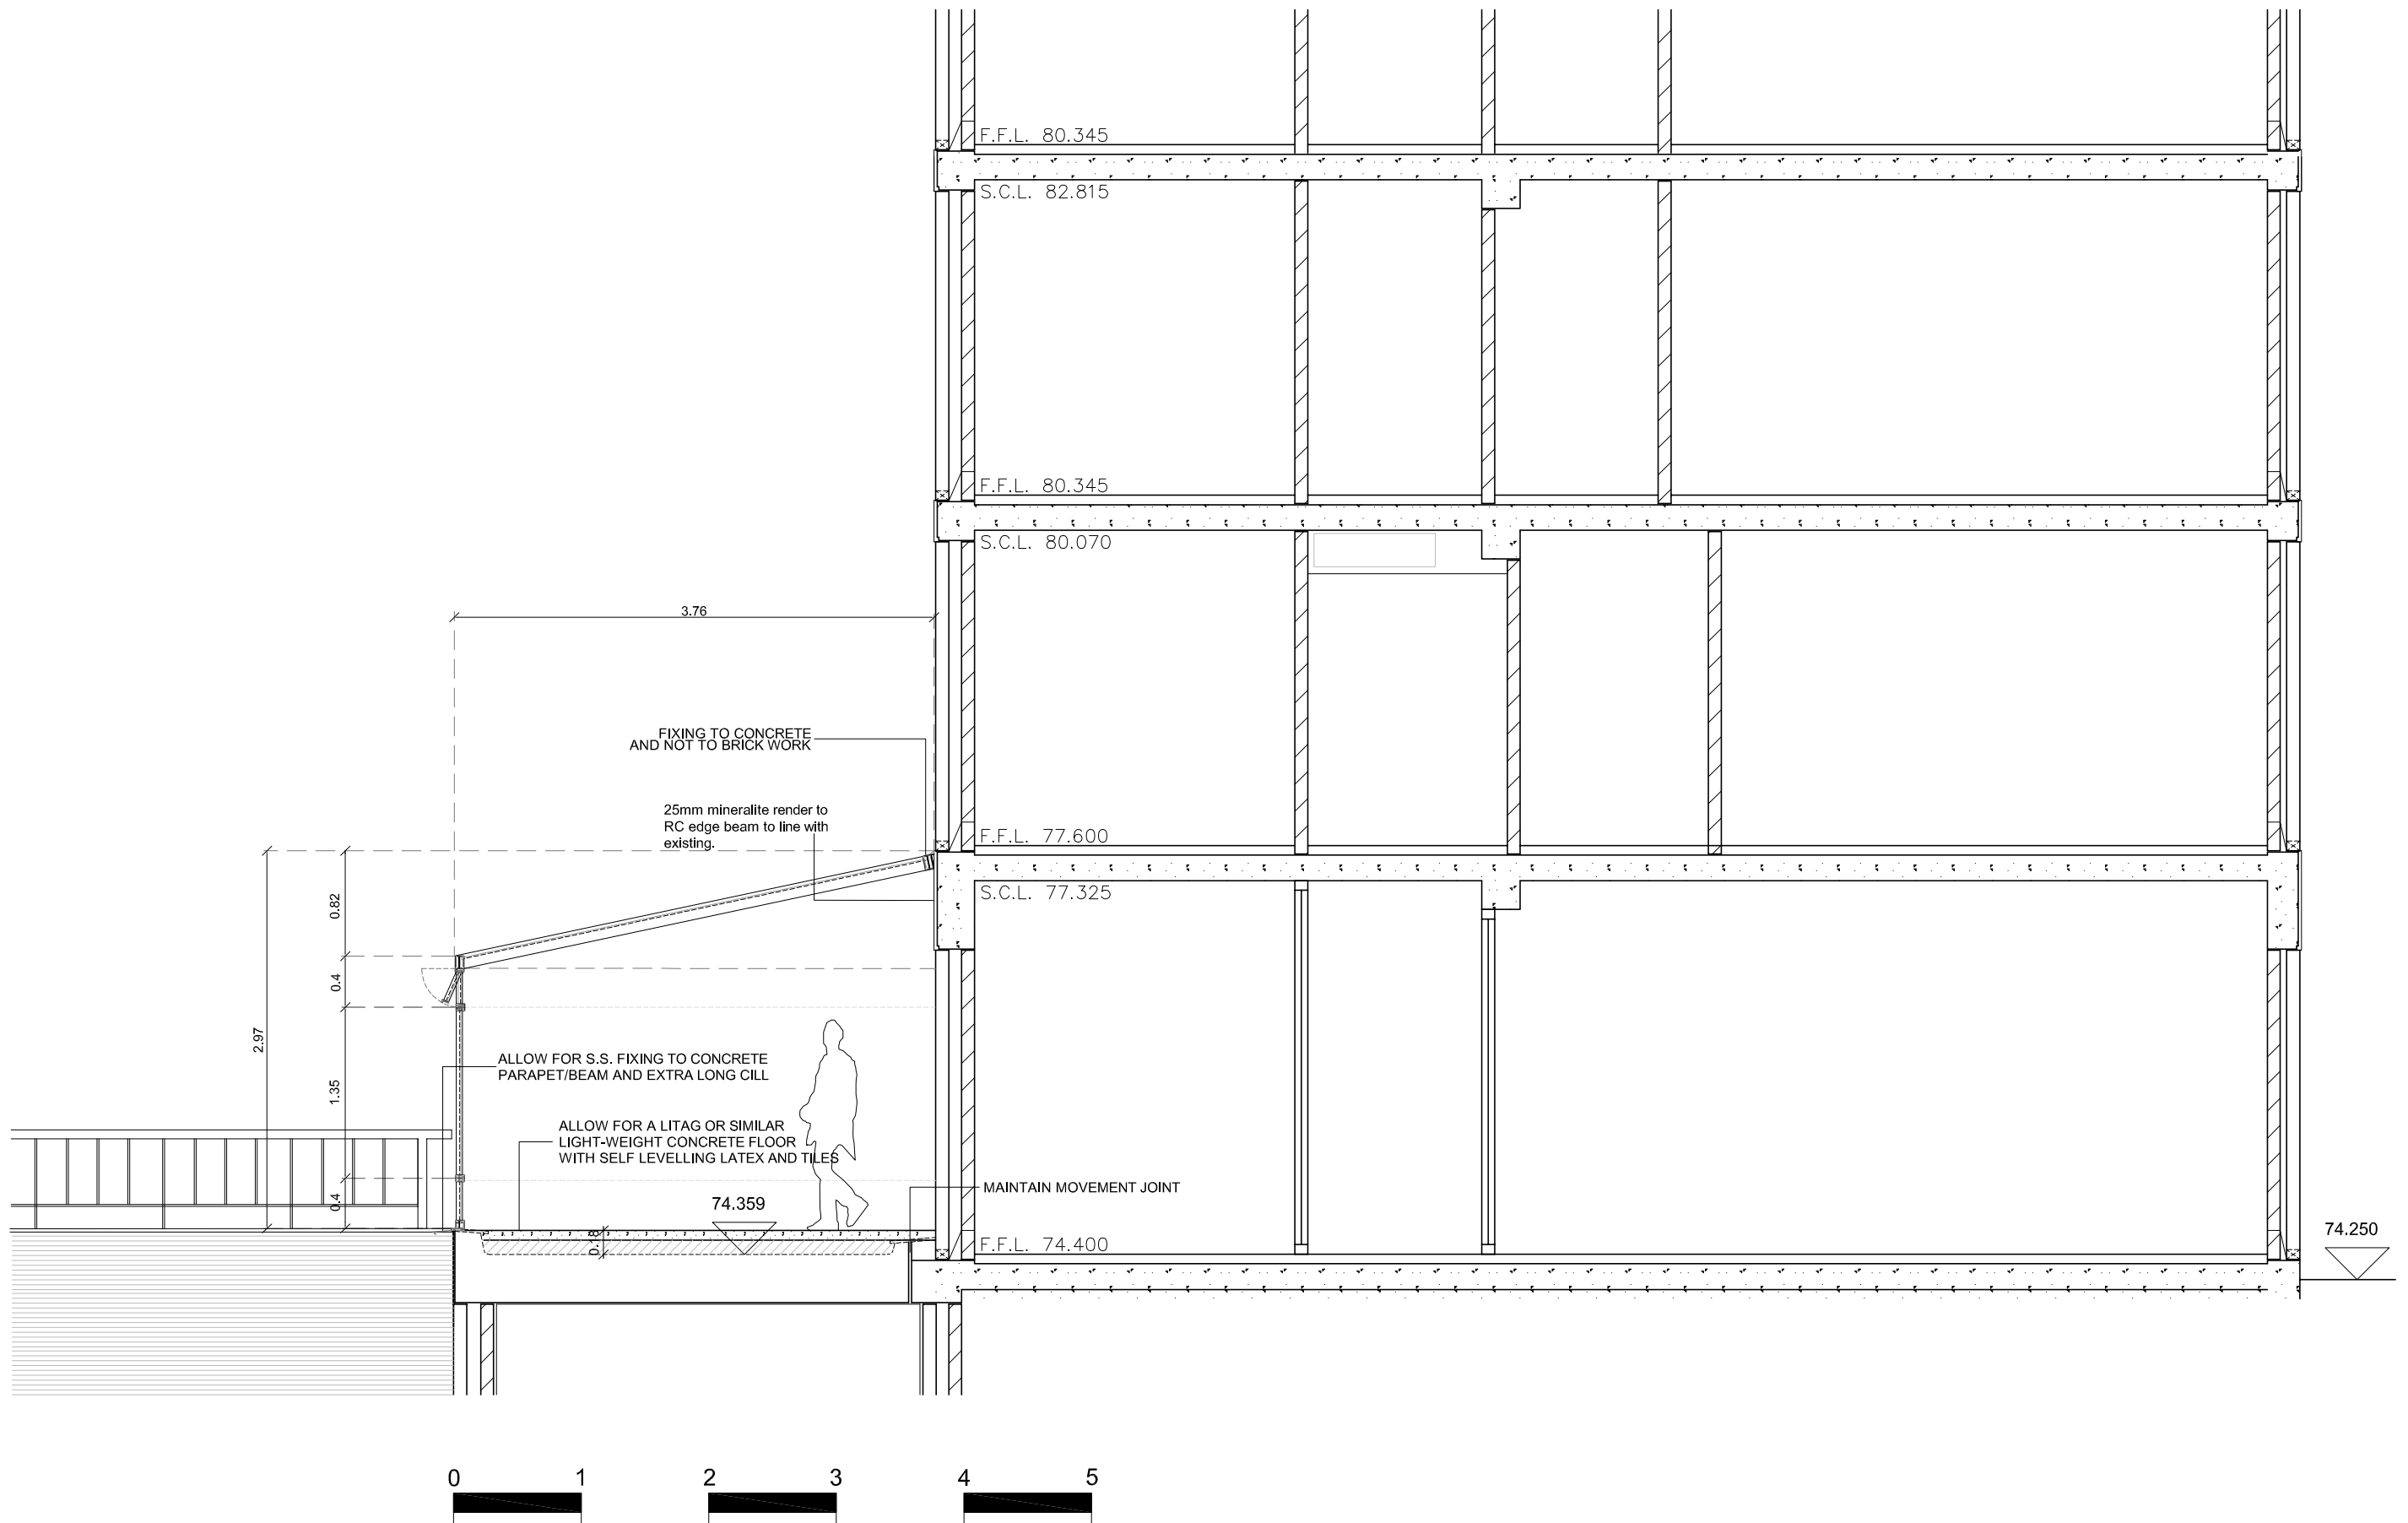 F.F.L. 80.345
S.C.L. 82.815
F.F.L. 80.345
S.C.L. 80.070
3.76
FIXING TO CONCRETE
AND NOT TO BRICK WORK
25mm mineralite render to
RC edge beam to line with
existing.
F.F.L. 77.600
S.C.L. 77.325
0.82
0.4
2.97
1.35
0.4
ALLOW FOR S.S. FIXING TO CONCRETE
PARAPET/BEAM AND EXTRA LONG CILL
ALLOW FOR A LITAG OR SIMILAR
LIGHT-WEIGHT CONCRETE FLOOR
WITH SELF LEVELLING LATEX AND TILES
MAINTAIN MOVEMENT JOINT
74.359
0.18
F.F.L. 74.400
74.250
0 1 2 3 4 5